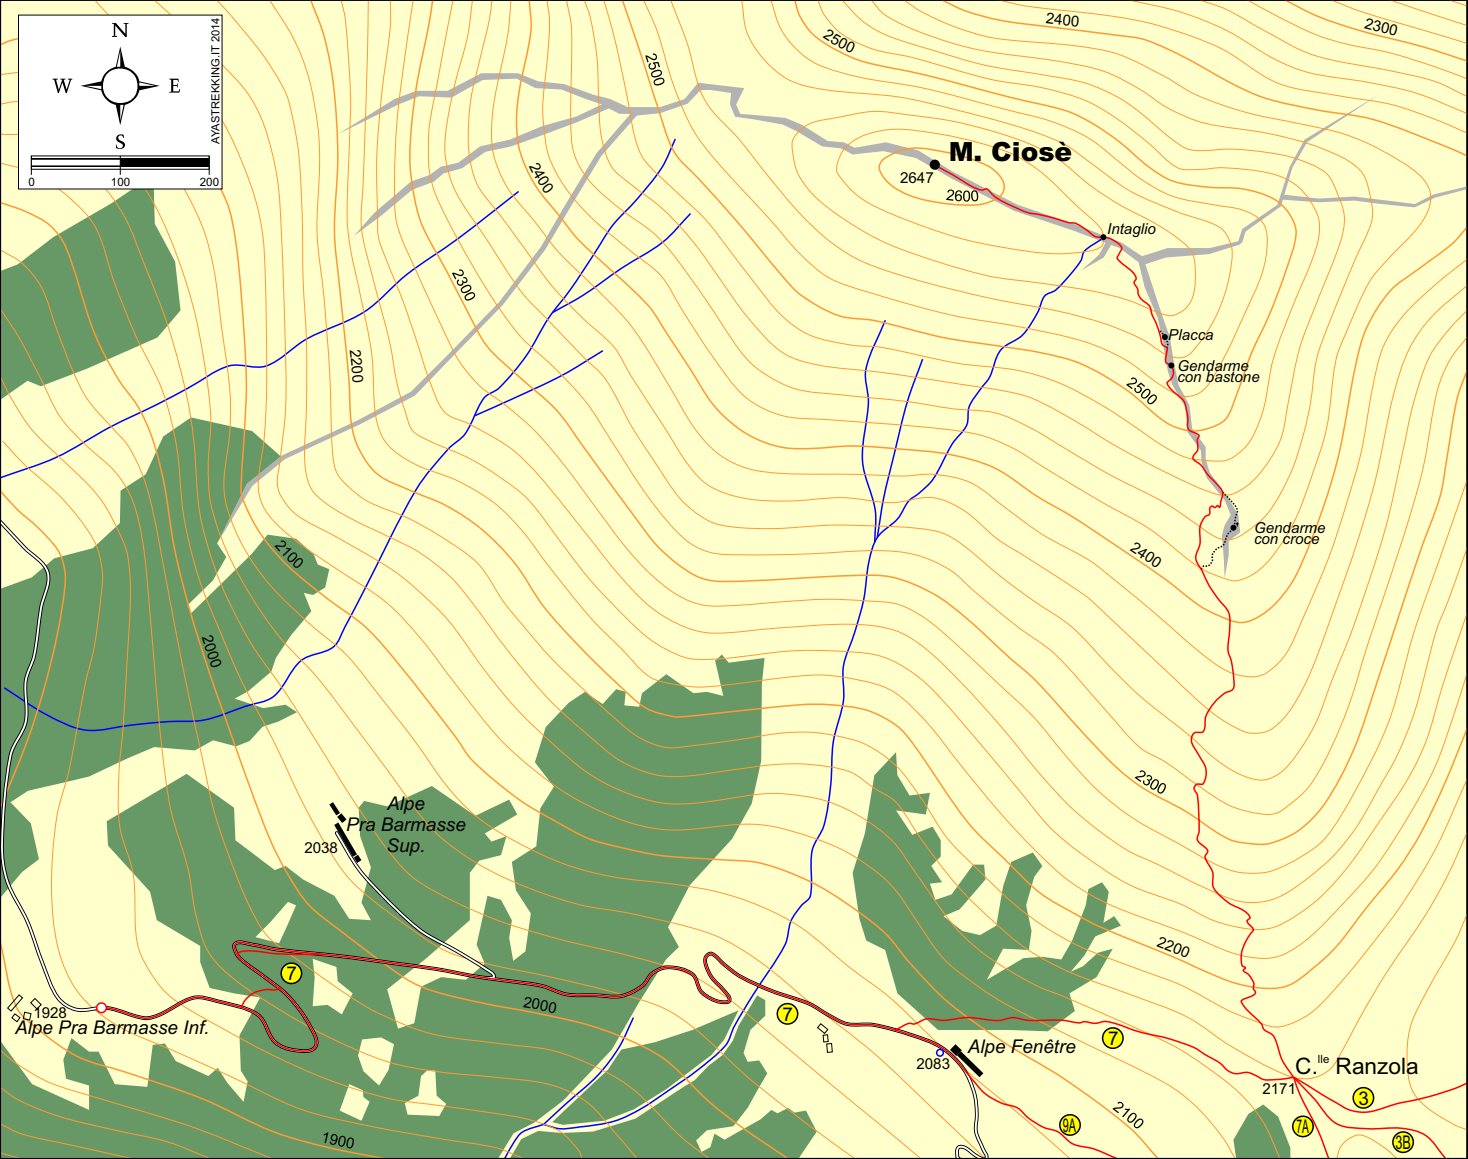 N
W E
S
0 100 200
AYASTREKKING.IT 2014
2400
2300
2500
2500
M. Ciosè
2647
2600
Intaglio
2400
2300
2200
Placca
Gendarme
con bastone
2500
Gendarme
con croce
2400
2100
2000
2300
Alpe
Pra Barmasse
Sup.
2038
2200
7
2000
1928
Alpe Pra Barmasse Inf.
7
7
Alpe Fenêtre
2083
C.lle Ranzola
2171
3
2100
9A
7A
3B
1900